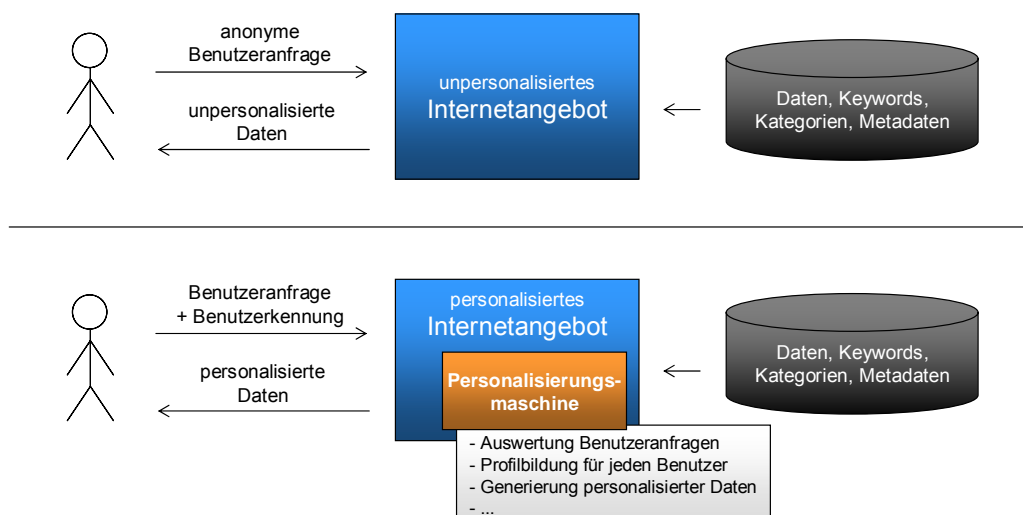 anonyme
Benutzeranfrage
unpersonalisierte
Daten
unpersonalisiertes
Internetangebot
Daten, Keywords,
Kategorien, Metadaten
Benutzeranfrage
+ Benutzerkennung
personalisierte
Daten
personalisiertes
Internetangebot
Personalisierungs-
maschine
- Auswertung Benutzeranfragen
- Profilbildung für jeden Benutzer
- Generierung personalisierter Daten
- ...
Daten, Keywords,
Kategorien, Metadaten